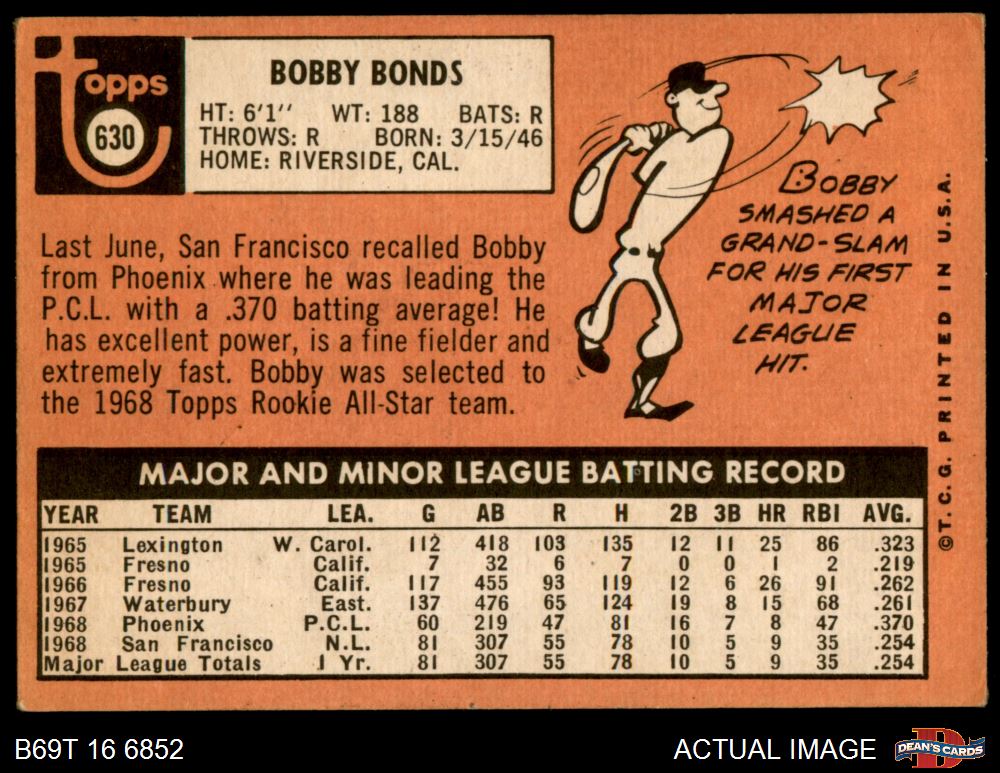 Topps
630
BOBBY BONDS
HT: 6'1'' WT: 188 BATS: R
THROWS: R BORN: 3/15/46
HOME: RIVERSIDE, CAL.
Last June, San Francisco recalled Bobby
from Phoenix where he was leading the
P.C.L. with a .370 batting average! He
has excellent power, is a fine fielder and
extremely fast. Bobby was selected to
the 1968 Topps Rookie All-Star team.
BOBBY
SMASHED A
GRAND-SLAM
FOR HIS FIRST
MAJOR
LEAGUE
HIT.
©T. C. G. PRINTED IN U.S.A.
MAJOR AND MINOR LEAGUE BATTING RECORD
YEAR TEAM LEA. G AB R H 2B 3B HR RBI AVG.
1965 Lexington W. Carol. 112 418 103 135 12 11 25 86 .323
1965 Fresno Calif. 7 32 6 7 0 0 1 2 .219
1966 Fresno Calif. 117 455 93 119 12 6 26 91 .262
1967 Waterbury East. 137 476 65 124 19 8 15 68 .261
1968 Phoenix P.C.L. 60 219 47 81 16 7 8 47 .370
1968 San Francisco N.L. 81 307 55 78 10 5 9 35 .254
Major League Totals 1 Yr. 81 307 55 78 10 5 9 35 .254
B69T 16 6852 ACTUAL IMAGE
D
DEAN'S CARDS